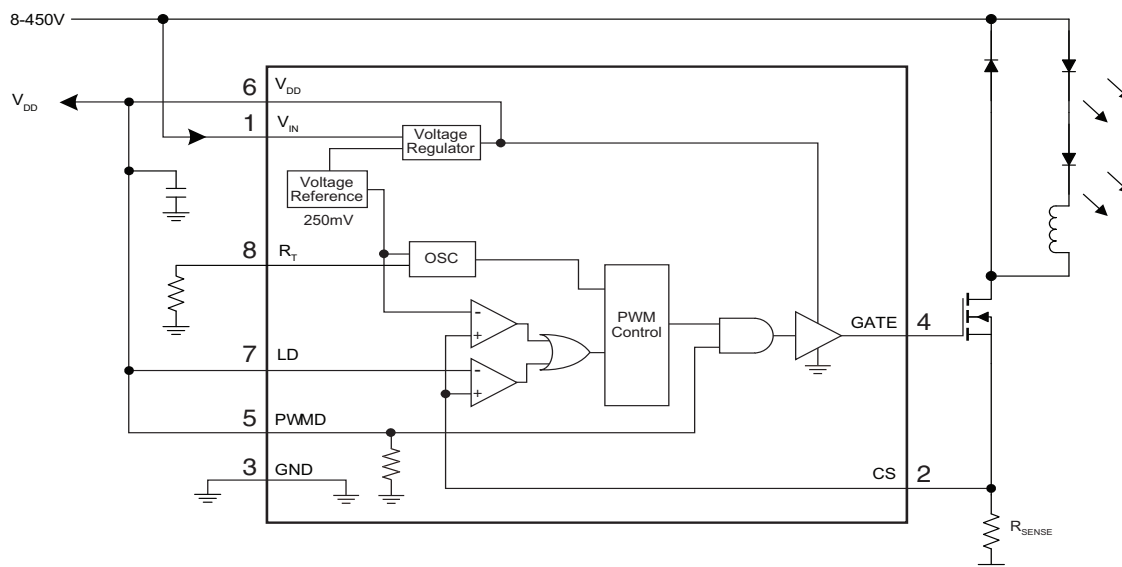 8-450V
6
VDD
VDD
1
VIN
Voltage
Regulator
Voltage
Reference
250mV
8
RT
OSC
-
+
PWM
Control
GATE
4
7
LD
-
+
5
PWMD
3
GND
CS
2
RSENSE